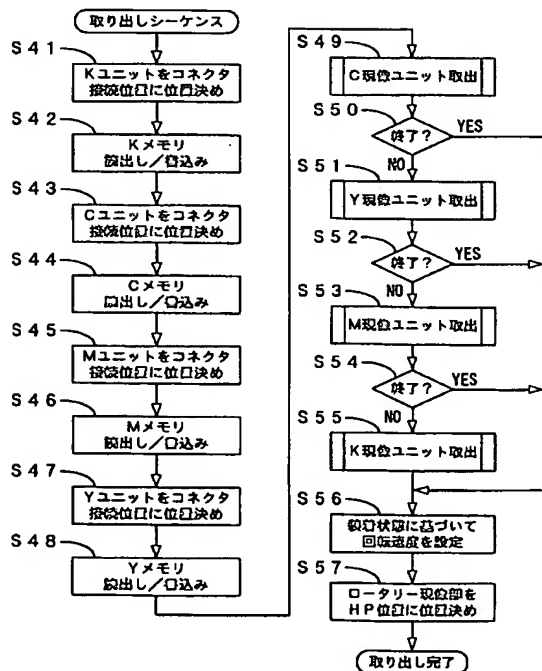 取り出しシーケンス
S41
Kユニットをコネクタ
接続位置に位置決め
S42
Kメモリ
読出し/書込み
S43
Cユニットをコネクタ
接続位置に位置決め
S44
Cメモリ
読出し/書込み
S45
Mユニットをコネクタ
接続位置に位置決め
S46
Mメモリ
読出し/書込み
S47
Yユニットをコネクタ
接続位置に位置決め
S48
Yメモリ
読出し/書込み
S49
C現像ユニット取出
S50
終了?
YES
NO
S51
Y現像ユニット取出
S52
終了?
YES
NO
S53
M現像ユニット取出
S54
終了?
YES
NO
S55
K現像ユニット取出
S56
装着状態に基づいて
回転速度を設定
S57
ロータリー現像部を
HP位置に位置決め
取り出し完了